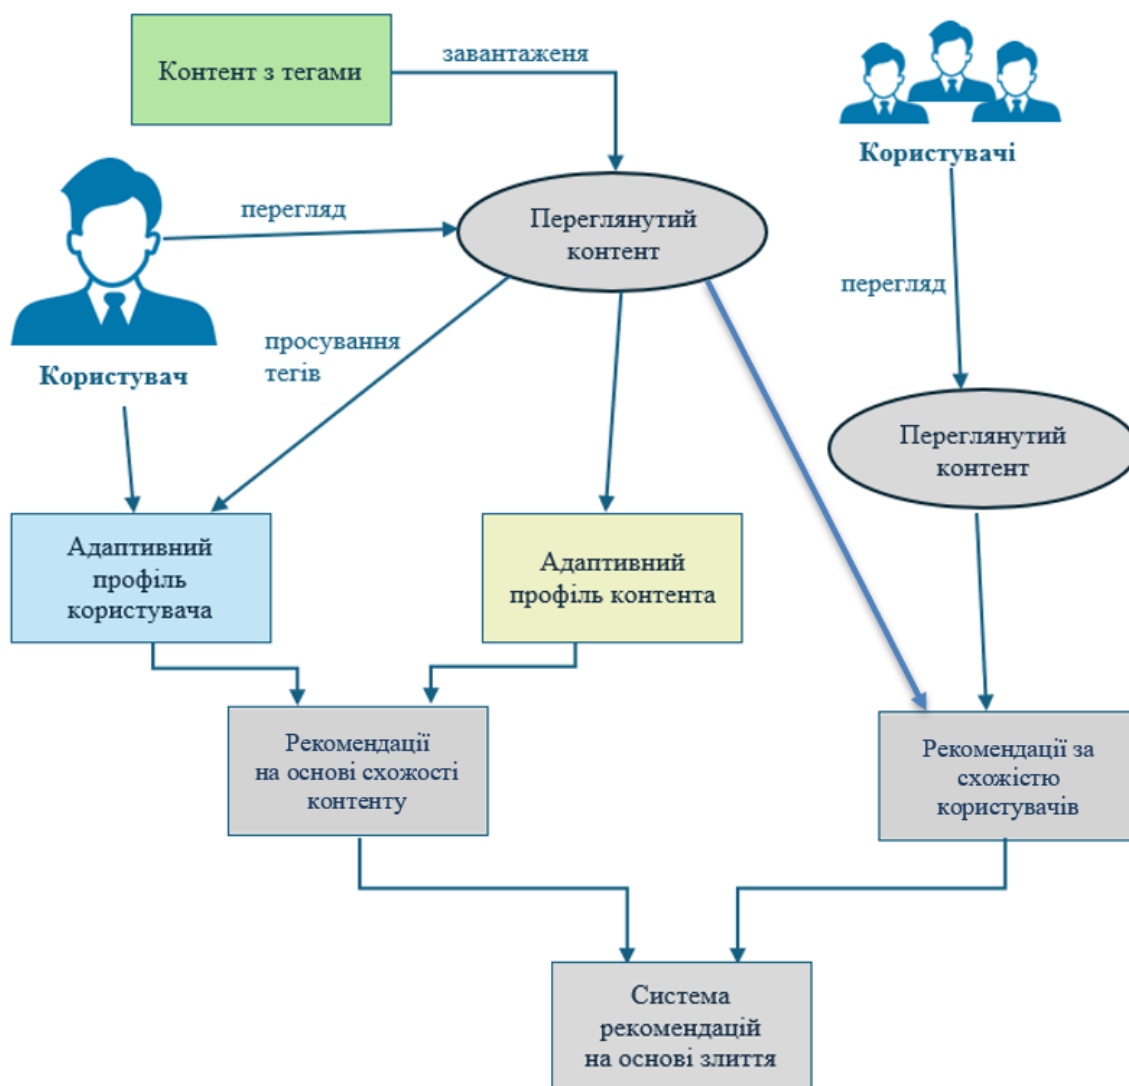 Контент з тегами
завантаженя
Користувачі
перегляд
Переглянутий
контент
перегляд
просування
тегів
Користувач
Переглянутий
контент
Адаптивний
профіль
користувача
Адаптивний
профіль контента
Рекомендації
на основі схожості
контенту
Рекомендації за
схожістю
користувачів
Система
рекомендацій
на основі злиття